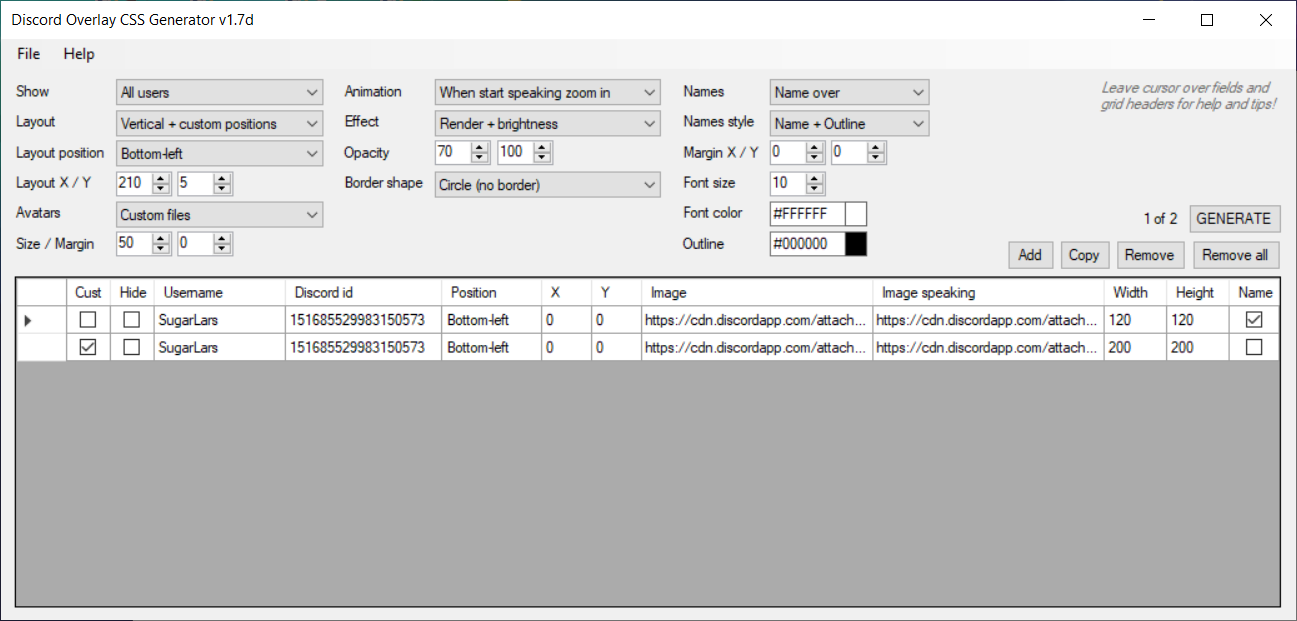 Discord Overlay CSS Generator v1.7d
File Help
Show All users Animation When start speaking zoom in Names Name over Leave cursor over fields and
grid headers for help and tips!
Layout Vertical + custom positions Effect Render + brightness Names style Name + Outline
Layout position Bottom-left Opacity 70 100 Margin X / Y 0 0
Layout X / Y 210 5 Border shape Circle (no border) Font size 10
Avatars Custom files Font color #FFFFFF 1 of 2 GENERATE
Size / Margin 50 0 Outline #000000
Add Copy Remove Remove all
Cust Hide Username Discord id Position X Y Image Image speaking Width Height Name
SugarLars 151685529983150573 Bottom-left 0 0 https://cdn.discordapp.com/attach... https://cdn.discordapp.com/attach... 120 120
SugarLars 151685529983150573 Bottom-left 0 0 https://cdn.discordapp.com/attach... https://cdn.discordapp.com/attach... 200 200